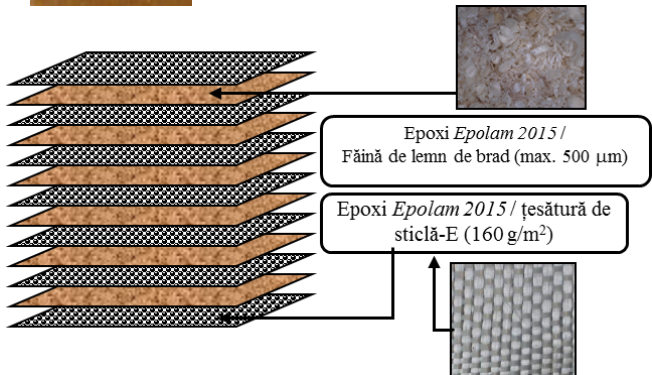 Epoxi Epolam 2015 /
Făină de lemn de brad (max. 500 µm)
Epoxi Epolam 2015 / țesătură de
sticlă-E (160 g/m²)